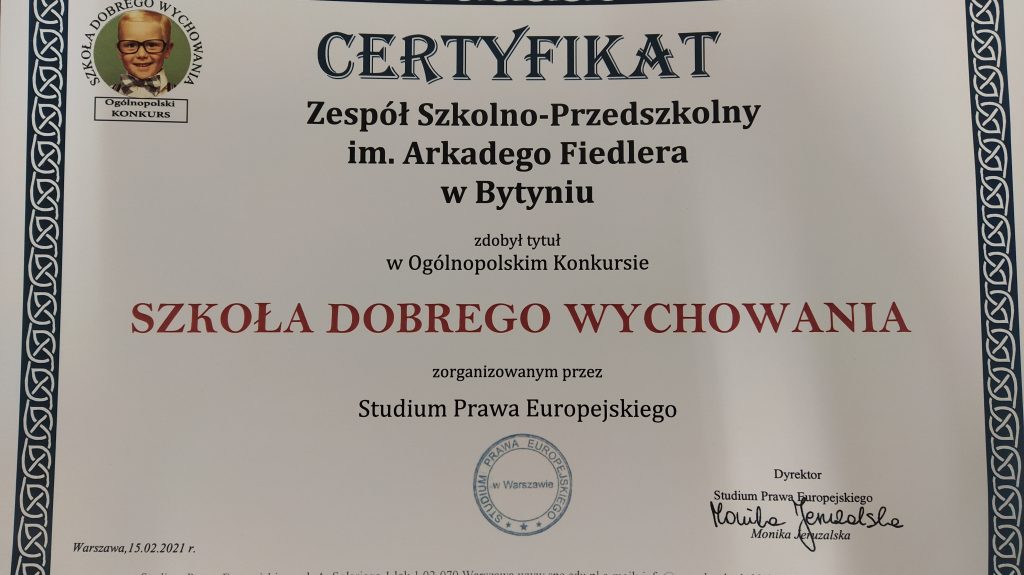 SZKOŁA DOBREGO WYCHOWANIA
Ogólnopolski
KONKURS
CERTYFIKAT
Zespół Szkolno-Przedszkolny
im. Arkadego Fiedlera
w Bytyniu
zdobył tytuł
w Ogólnopolskim Konkursie
SZKOŁA DOBREGO WYCHOWANIA
zorganizowanym przez
Studium Prawa Europejskiego
STUDIUM PRAWA EUROPEJSKIEGO
w Warszawie
Dyrektor
Studium Prawa Europejskiego
Monika Jeruzalska
Monika Jeruzalska
Warszawa,15.02.2021 r.